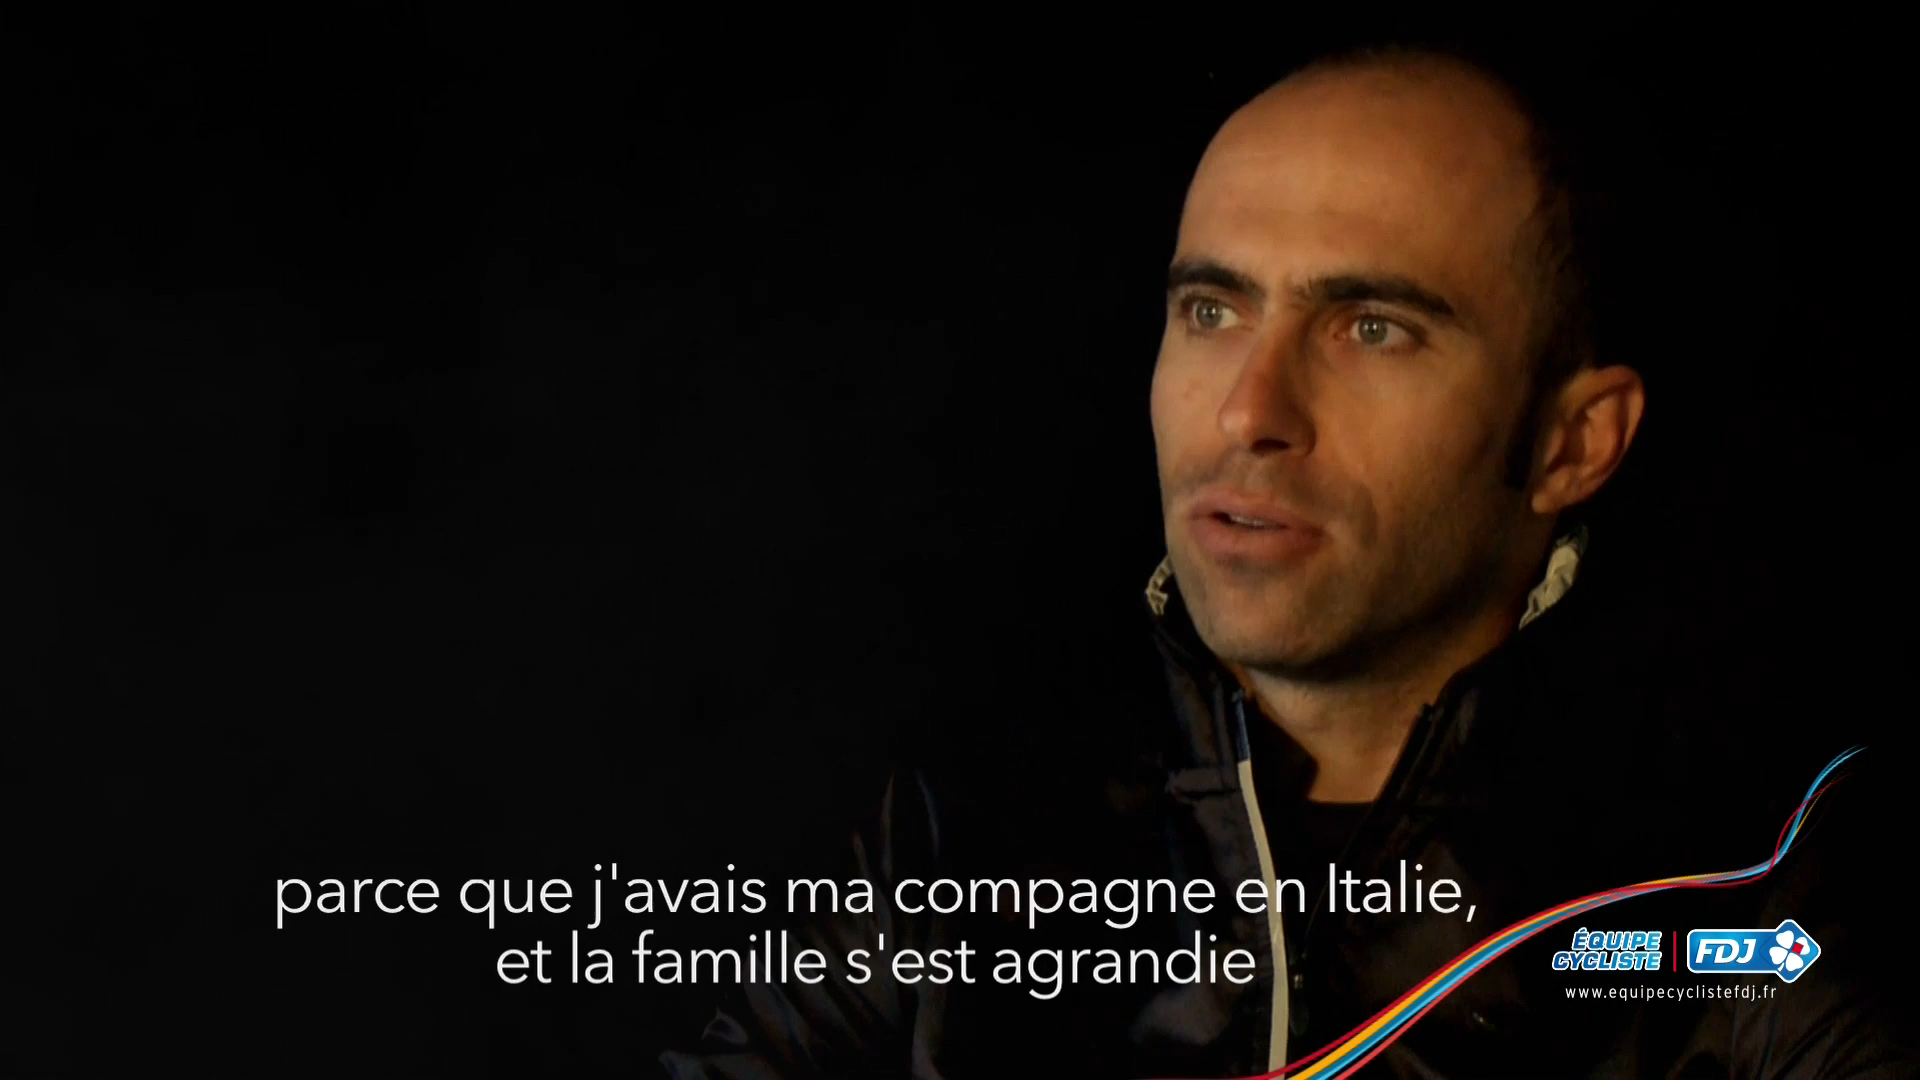 parce que j'avais ma compagne en Italie,
et la famille s'est agrandie
ÉQUIPE
CYCLISTE
FDJ
www.equipecyclistefdj.fr